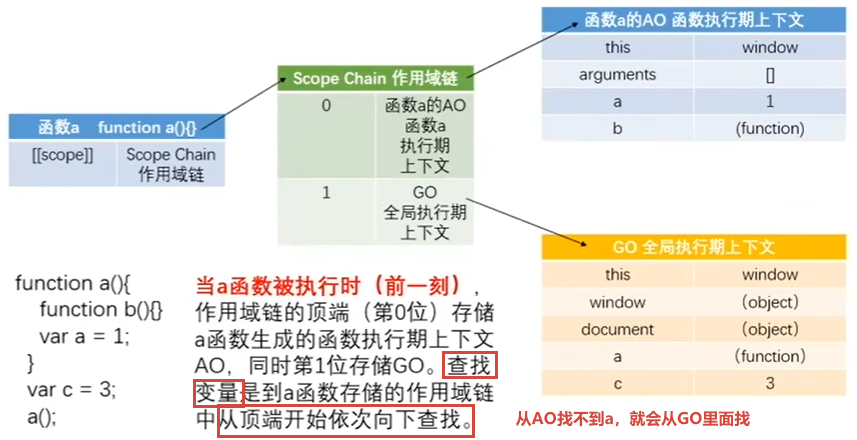 函数a的AO 函数执行期上下文
this window
arguments []
a 1
b (function)
Scope Chain 作用域链
0 函数a的AO
函数a
执行期
上下文
1 GO
全局执行期
上下文
函数a function a(){}
[[scope]] Scope Chain
作用域链
GO 全局执行期上下文
this window
window （object）
document （object）
a （function）
c 3
function a(){
function b(){}
var a = 1;
}
var c = 3;
a();
当a函数被执行时（前一刻），
作用域链的顶端（第0位）存储
a函数生成的函数执行期上下文
AO，同时第1位存储GO。查找
变量是到a函数存储的作用域链
中从顶端开始依次向下查找。
从AO找不到a，就会从GO里面找